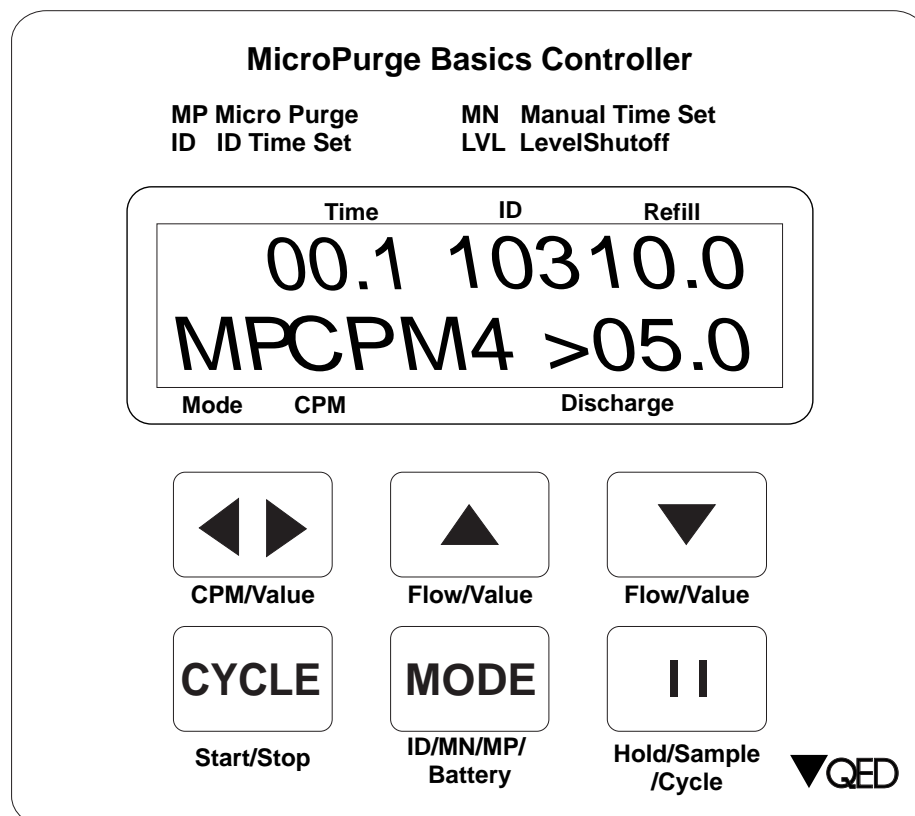 MicroPurge Basics Controller
MP Micro Purge MN Manual Time Set
ID ID Time Set LVL LevelShutoff
Time ID Refill
00.1 10310.0
MPCPM4 >05.0
Mode CPM Discharge
CPM/Value Flow/Value Flow/Value
CYCLE MODE
Start/Stop ID/MN/MP/ Hold/Sample
Battery /Cycle
QED